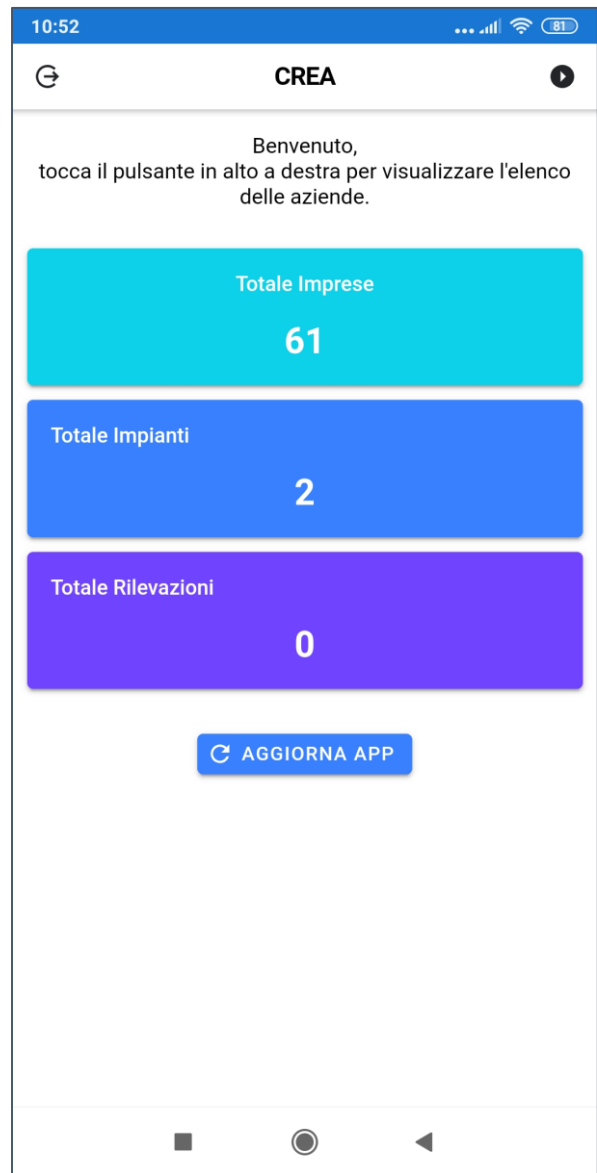 10:52
81
CREA
Benvenuto,
tocca il pulsante in alto a destra per visualizzare l'elenco
delle aziende.
Totale Imprese
61
Totale Impianti
2
Totale Rilevazioni
0
AGGIORNA APP